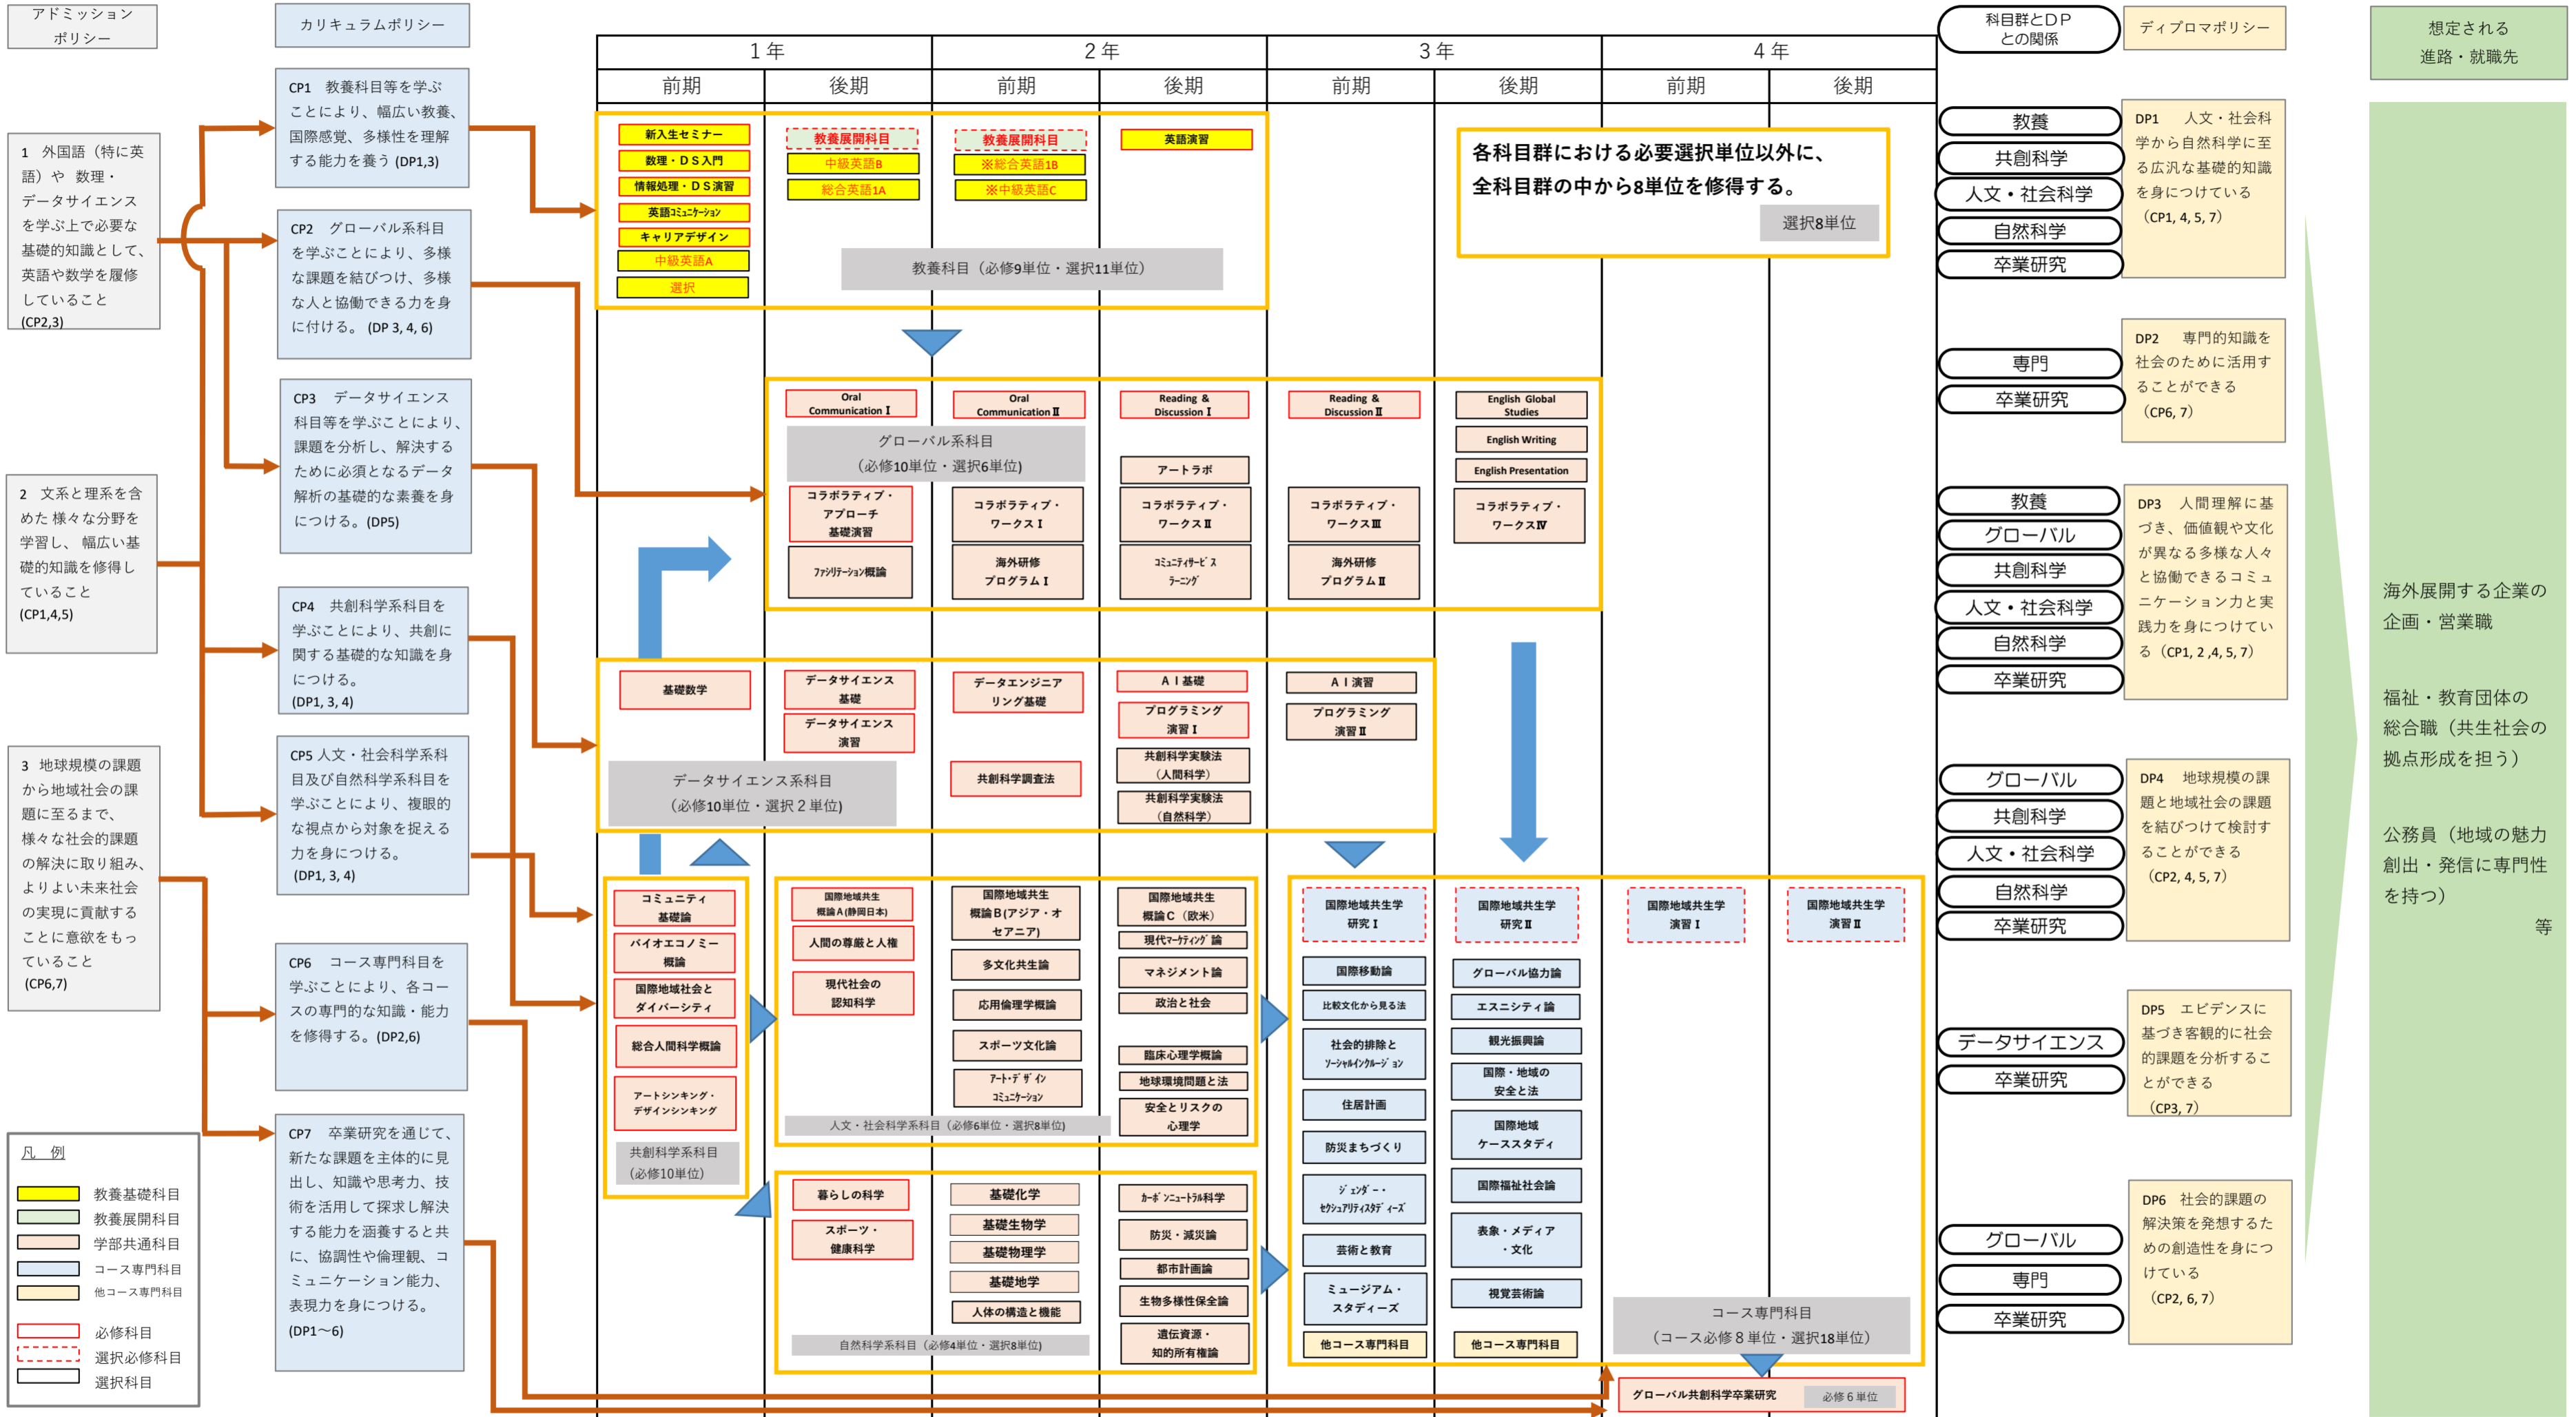 アドミッション
ポリシー
1　外国語（特に英
語）や 数理・
データサイエンス
を学ぶ上で必要な
基礎的知識として、
英語や数学を履修
していること
(CP2,3)
2　文系と理系を含
めた 様々な分野を
学習し、 幅広い基
礎的知識を修得し
ていること
(CP1,4,5)
3　地球規模の課題
から地域社会の課
題に至るまで、
様々な社会的課題
の解決に取り組み、
よりよい未来社会
の実現に貢献する
ことに意欲をもっ
ていること
(CP6,7)
凡　例
教養基礎科目
教養展開科目
学部共通科目
コース専門科目
他コース専門科目
必修科目
選択必修科目
選択科目
カリキュラムポリシー
CP1　教養科目等を学ぶ
ことにより、幅広い教養、
国際感覚、多様性を理解
する能力を養う (DP1,3)
CP2　グローバル系科目
を学ぶことにより、多様
な課題を結びつけ、多様
な人と協働できる力を身
に付ける。 (DP 3, 4, 6)
CP3　データサイエンス
科目等を学ぶことにより、
課題を分析し、解決する
ために必須となるデータ
解析の基礎的な素養を身
につける。(DP5)
CP4　共創科学系科目を
学ぶことにより、共創に
関する基礎的な知識を身
につける。
(DP1, 3, 4)
CP5 人文・社会科学系科
目及び自然科学系科目を
学ぶことにより、複眼的
な視点から対象を捉える
力を身につける。
(DP1, 3, 4)
CP6　コース専門科目を
学ぶことにより、各コー
スの専門的な知識・能力
を修得する。(DP2,6)
CP7　卒業研究を通じて、
新たな課題を主体的に見
出し、知識や思考力、技
術を活用して探求し解決
する能力を涵養すると共
に、協調性や倫理観、コ
ミュニケーション能力、
表現力を身につける。
(DP1～6)
1 年
2 年
3 年
4 年
前期
後期
前期
後期
前期
後期
前期
後期
新入生セミナー
数理・ＤＳ入門
情報処理・ＤＳ演習
英語ｺﾐｭﾆｹｰｼｮﾝ
キャリアデザイン
中級英語A
選択
教養展開科目
中級英語B
総合英語1A
教養展開科目
※総合英語1B
※中級英語C
英語演習
教養科目（必修9単位・選択11単位）
各科目群における必要選択単位以外に、
全科目群の中から8単位を修得する。
選択8単位
Oral
Communication Ⅰ
Oral
Communication Ⅱ
Reading &
Discussion Ⅰ
Reading &
Discussion Ⅱ
English Global
Studies
English Writing
English Presentation
グローバル系科目
（必修10単位・選択6単位）
アートラボ
コラボラティブ・
アプローチ
基礎演習
コラボラティブ・
ワークス Ⅰ
コラボラティブ・
ワークス Ⅱ
コラボラティブ・
ワークス Ⅲ
コラボラティブ・
ワークスⅣ
ﾌｧｼﾘﾃｰｼｮﾝ概論
海外研修
プログラム Ⅰ
ｺﾐｭﾆﾃｨｻｰﾋﾞｽ
ﾗｰﾆﾝｸﾞ
海外研修
プログラム Ⅱ
基礎数学
データサイエンス
基礎
データサイエンス
演習
データエンジニア
リング基礎
共創科学調査法
ＡＩ基礎
プログラミング
演習 Ⅰ
共創科学実験法
（人間科学）
共創科学実験法
（自然科学）
ＡＩ演習
プログラミング
演習 Ⅱ
データサイエンス系科目
（必修10単位・選択２単位）
コミュニティ
基礎論
バイオエコノミー
概論
国際地域社会と
ダイバーシティ
総合人間科学概論
アートシンキング・
デザインシンキング
共創科学系科目
（必修10単位）
国際地域共生
概論Ａ(静岡日本)
人間の尊厳と人権
現代社会の
認知科学
国際地域共生
概論Ｂ(アジア・オ
セアニア)
多文化共生論
応用倫理学概論
スポーツ文化論
ｱｰﾄ･ﾃﾞｻﾞｲﾝ
ｺﾐｭﾆｹｰｼｮﾝ
国際地域共生
概論Ｃ（欧米）
現代ﾏｰｹﾃｨﾝｸﾞ論
マネジメント論
政治と社会
臨床心理学概論
地球環境問題と法
安全とリスクの
心理学
人文・社会科学系科目（必修6単位・選択8単位）
暮らしの科学
スポーツ・
健康科学
基礎化学
基礎生物学
基礎物理学
基礎地学
人体の構造と機能
ｶｰﾎﾞﾝﾆｭｰﾄﾗﾙ科学
防災・減災論
都市計画論
生物多様性保全論
遺伝資源・
知的所有権論
自然科学系科目（必修4単位・選択8単位）
国際地域共生学
研究 Ⅰ
国際移動論
比較文化から見る法
社会的排除と
ｿｰｼｬﾙｲﾝｸﾙｰｼﾞｮﾝ
住居計画
防災まちづくり
ｼﾞｪﾝﾀﾞｰ・
ｾｸｼｭｱﾘﾃｨｽﾀﾃﾞｨｰｽﾞ
芸術と教育
ミュージアム・
スタディーズ
他コース専門科目
国際地域共生学
研究 Ⅱ
グローバル協力論
エスニシティ論
観光振興論
国際・地域の
安全と法
国際地域
ケーススタディ
国際福祉社会論
表象・メディア
・文化
視覚芸術論
他コース専門科目
国際地域共生学
演習 Ⅰ
国際地域共生学
演習 Ⅱ
コース専門科目
（コース必修８単位・選択18単位）
グローバル共創科学卒業研究
必修６単位
科目群とＤＰ
との関係
教養
共創科学
人文・社会科学
自然科学
卒業研究
専門
卒業研究
教養
グローバル
共創科学
人文・社会科学
自然科学
卒業研究
グローバル
共創科学
人文・社会科学
自然科学
卒業研究
データサイエンス
卒業研究
グローバル
専門
卒業研究
ディプロマポリシー
DP1　人文・社会科
学から自然科学に至
る広汎な基礎的知識
を身につけている
（CP1, 4, 5, 7）
DP2　専門的知識を
社会のために活用す
ることができる
（CP6, 7）
DP3　人間理解に基
づき、価値観や文化
が異なる多様な人々
と協働できるコミュ
ニケーション力と実
践力を身につけてい
る（CP1, 2 ,4, 5, 7）
DP4　地球規模の課
題と地域社会の課題
を結びつけて検討す
ることができる
（CP2, 4, 5, 7）
DP5　エビデンスに
基づき客観的に社会
的課題を分析するこ
とができる
（CP3, 7）
DP6　社会的課題の
解決策を発想するた
めの創造性を身につ
けている
（CP2, 6, 7）
想定される
進路・就職先
海外展開する企業の
企画・営業職
福祉・教育団体の
総合職（共生社会の
拠点形成を担う）
公務員（地域の魅力
創出・発信に専門性
を持つ）
等